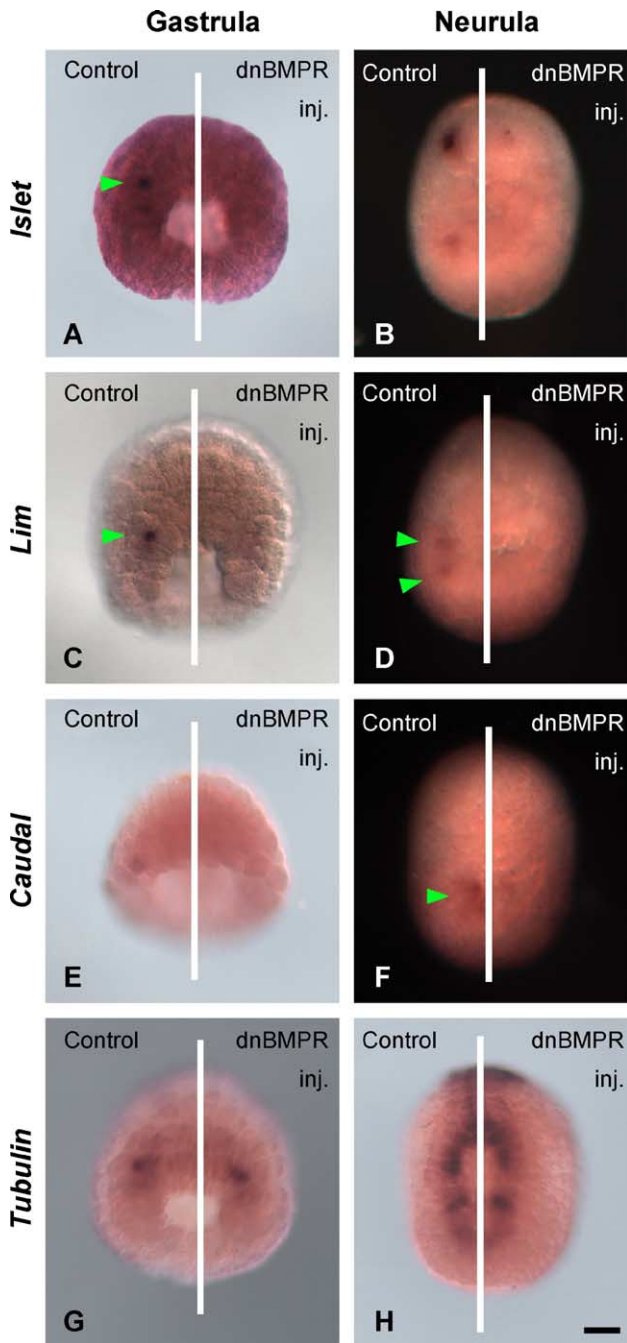 Gastrula Neurula
Islet
Control dnBMPR
inj.
A
Control dnBMPR
inj.
B
Lim
Control dnBMPR
inj.
C
Control dnBMPR
inj.
D
Caudal
Control dnBMPR
inj.
E
Control dnBMPR
inj.
F
Tubulin
Control dnBMPR
inj.
G
Control dnBMPR
inj.
H